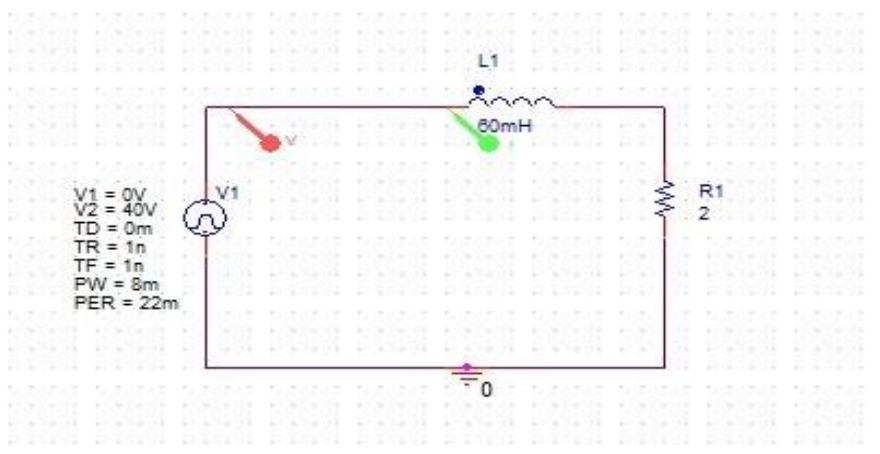 L1
60mH
V
V1
V1 = 0V
V2 = 40V
TD = 0m
TR = 1n
TF = 1n
PW = 8m
PER = 22m
R1
2
0